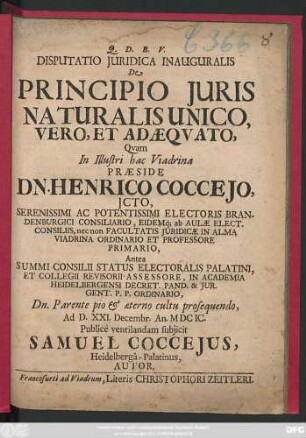 C 366 8
Q. D. B. V.
DISPUTATIO JURIDICA INAUGURALIS
De
PRINCIPIO JURIS
NATURALIS UNICO,
VERO, ET ADÆQVATO,
Qvam
In Illustri hac Viadrina
PRÆSIDE
DN. HENRICO COCCEJO,
JCTO,
SERENISSIMI AC POTENTISSIMI ELECTORIS BRAN-
DENBURGICI CONSILIARIO, EIDEMq; ab AULÆ ELECT.
CONSILIIS, nec non FACULTATIS JURIDICÆ IN ALMA
VIADRINA ORDINARIO ET PROFESSORE
PRIMARIO,
Antea
SUMMI CONSILII STATUS ELECTORALIS PALATINI,
ET COLLEGII REVISORII ASSESSORE, IN ACADEMIA
HEIDELBERGENSI DECRET. PAND. & JUR.
GENT. P. P. ORDINARIO,
Dn. Parente pio & æterno cultu prosequendo,
Ad D. XXI. Decembr. An. MDCIC.
Publicè ventilandam subjicit
SAMUEL COCCEJUS,
Heidelbergâ-Palatinus,
AUTOR.
Francofurti ad Viadrum, Literis CHRISTOPHORI ZEITLERI.